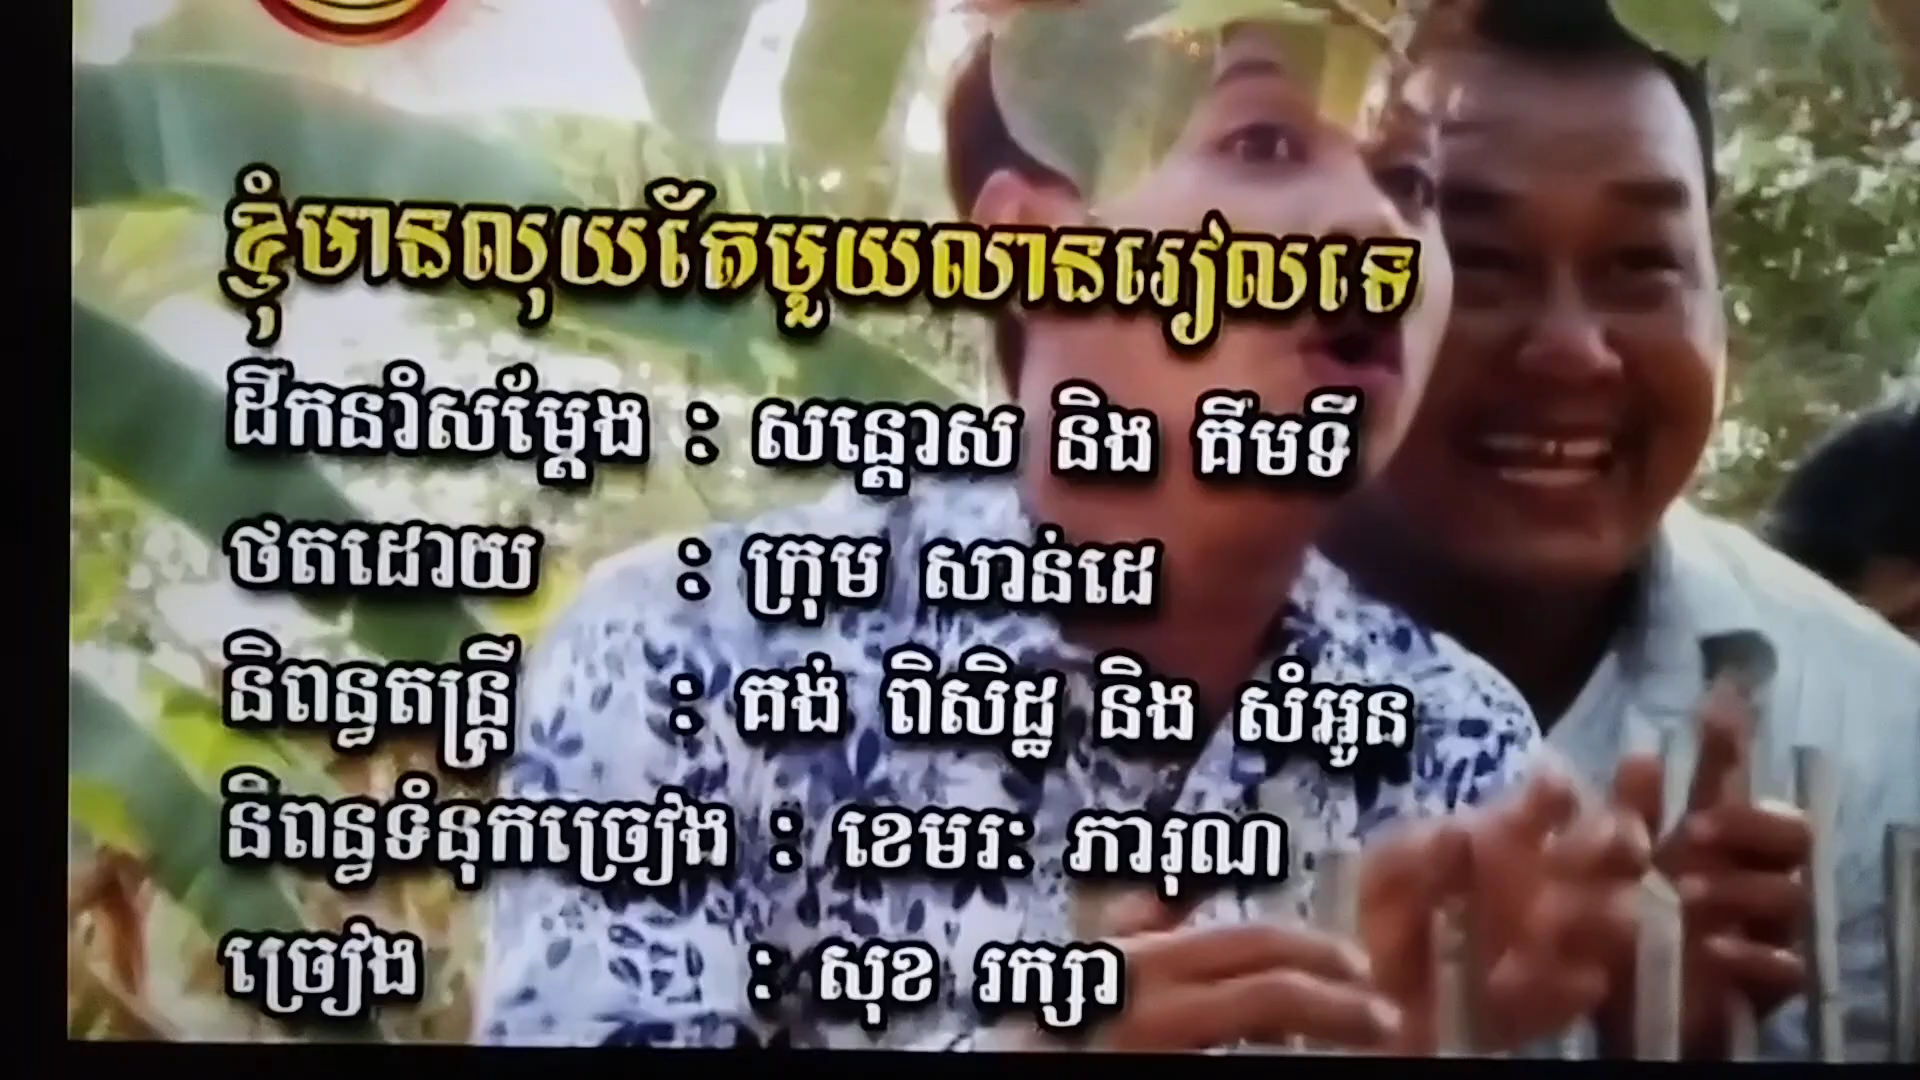 ខ្ញុំមានលុយតែមួយលានរៀលទេ
ដឹកនាំសម្ដែង : សន្ដោស និង គីមទី
ថតដោយ : ក្រុម សាន់ដេ
និពន្ធតន្ត្រី : គង់ ពិសិដ្ឋ និង សំអូន
និពន្ធទំនុកច្រៀង : ខេមរៈ ភារុណ
ច្រៀង : សុខ រក្សា